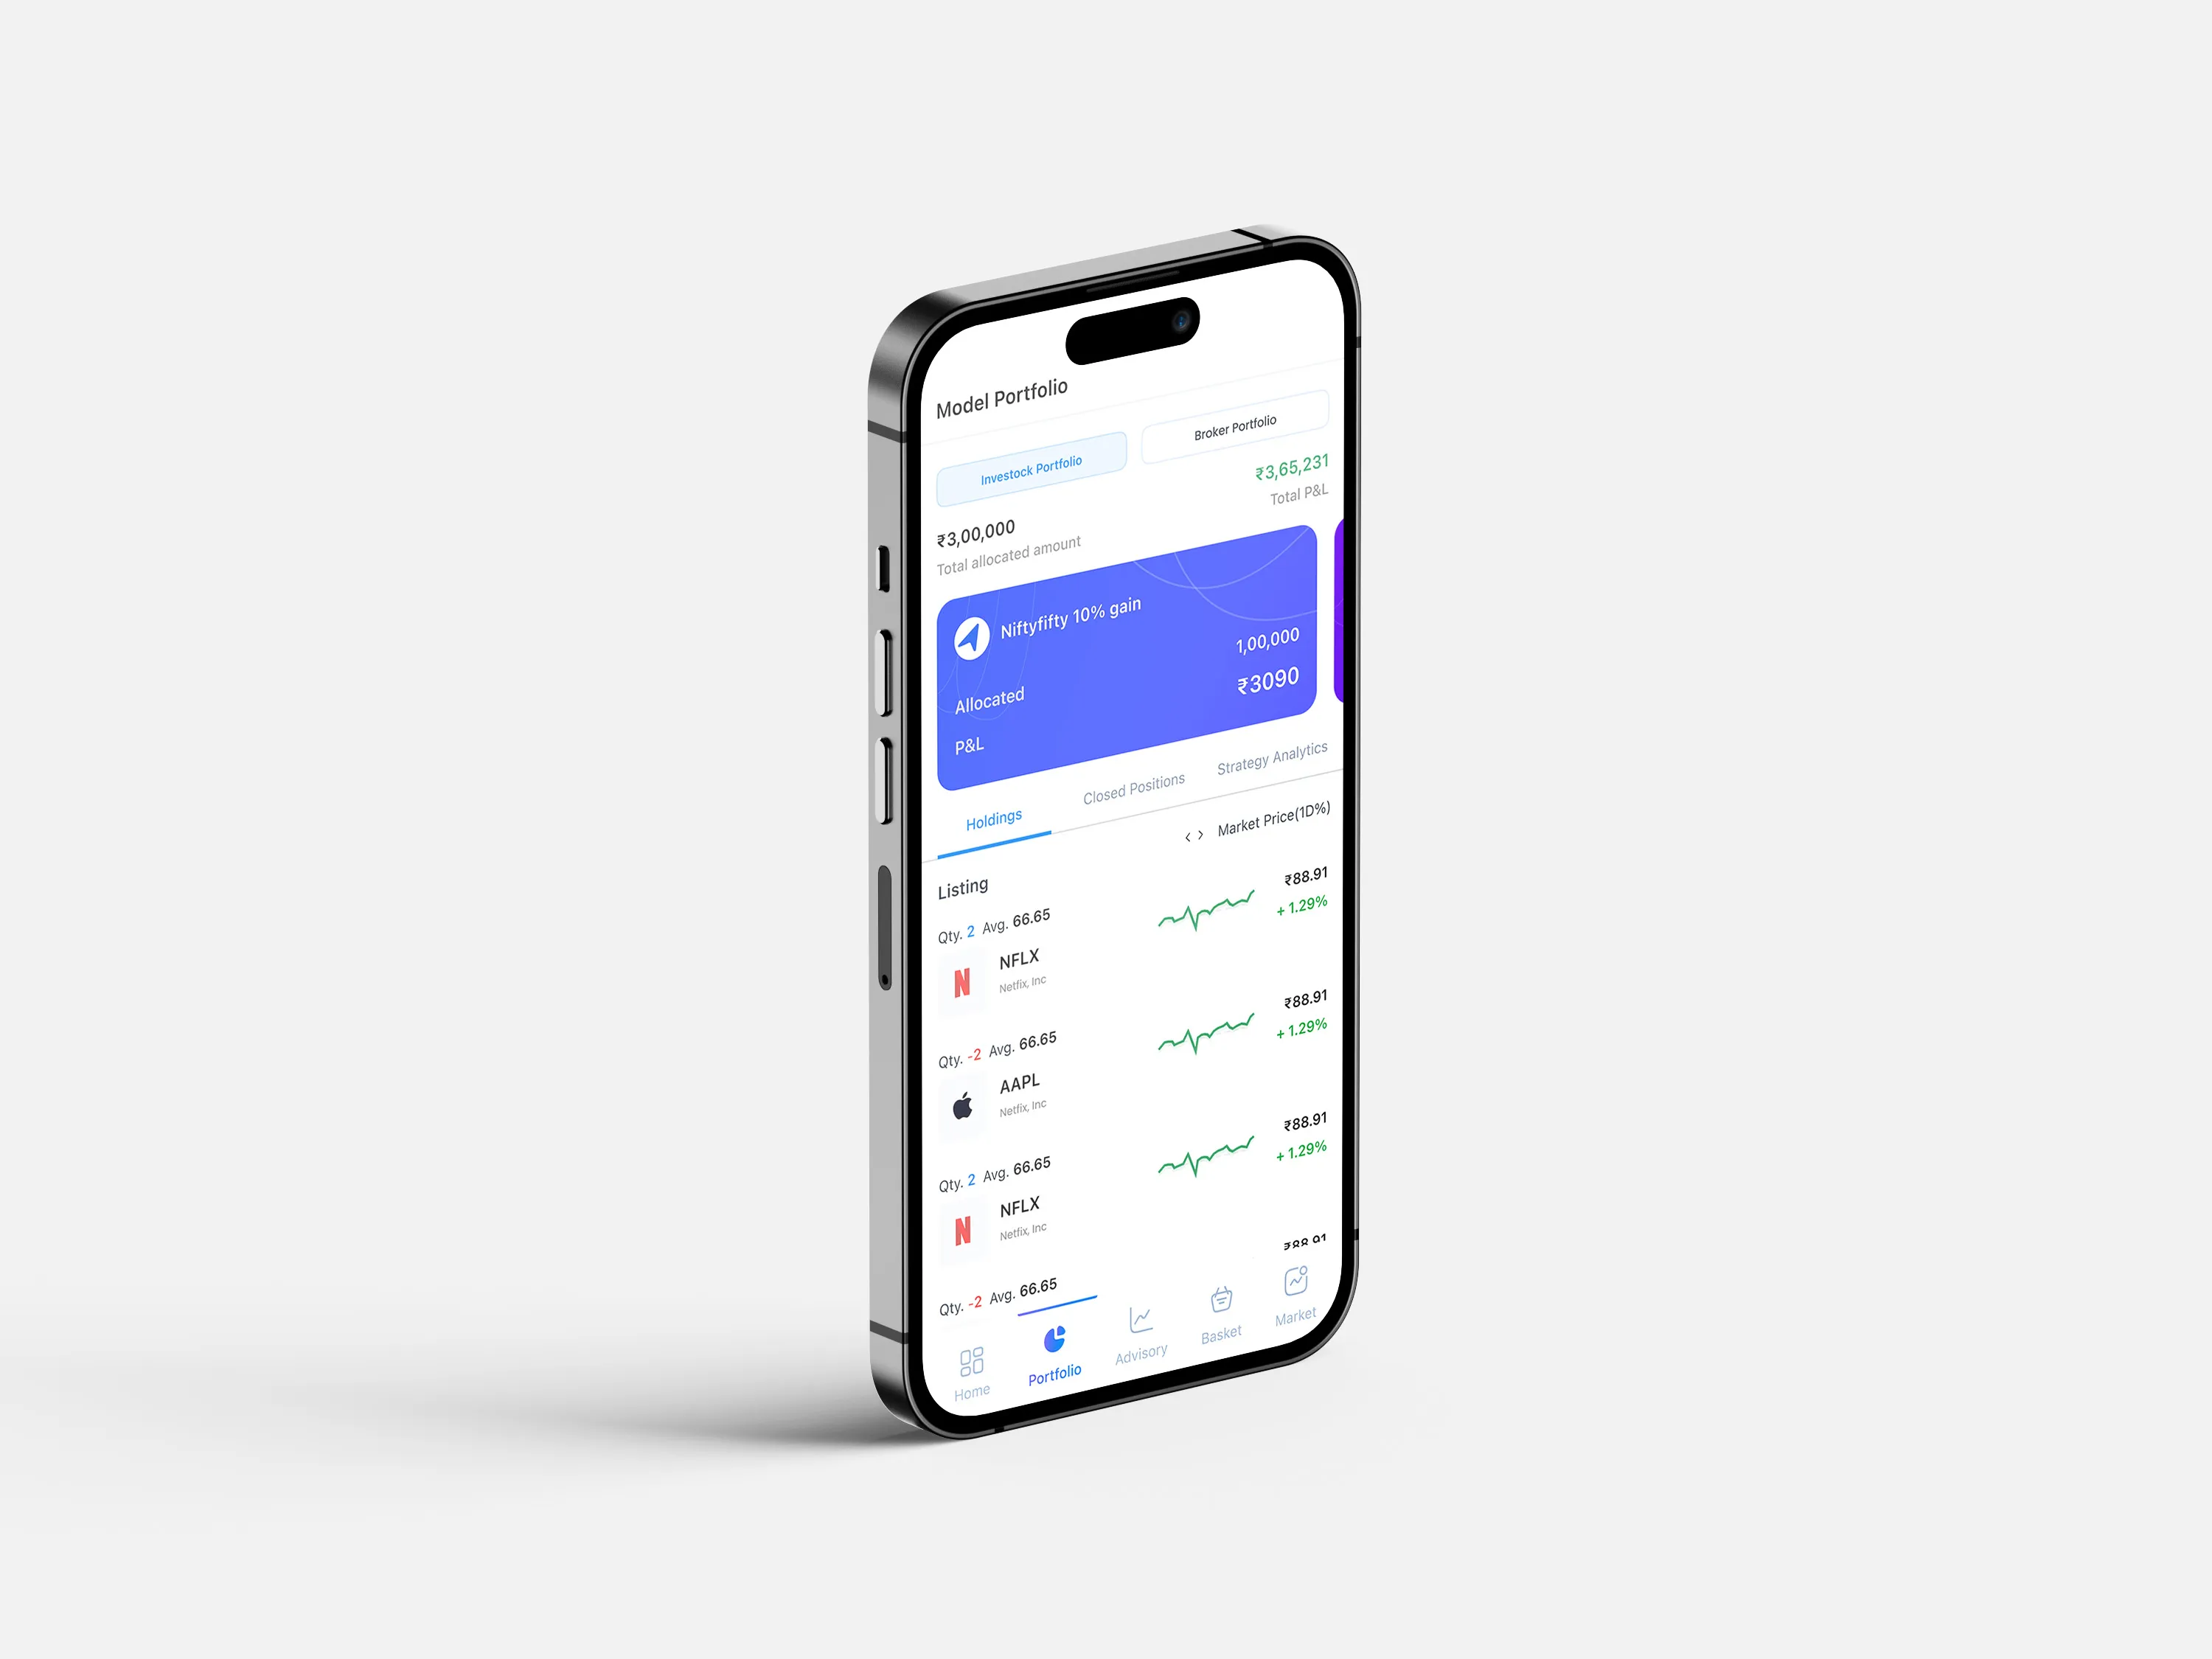 Model Portfolio
Investock Portfolio
Broker Portfolio
₹3,00,000
Total allocated amount
₹3,65,231
Total P&L
Niftyfifty 10% gain
Allocated
1,00,000
P&L
₹3090
Holdings
Closed Positions
Strategy Analytics
Listing
< > Market Price(1D%)
Qty. 2 Avg. 66.65
N
NFLX
Netfix, Inc
₹88.91
+ 1.29%
Qty. -2 Avg. 66.65
AAPL
Netfix, Inc
₹88.91
+ 1.29%
Qty. 2 Avg. 66.65
N
NFLX
Netfix, Inc
₹88.91
+ 1.29%
Qty. -2 Avg. 66.65
₹88.91
Home
Portfolio
Advisory
Basket
Market